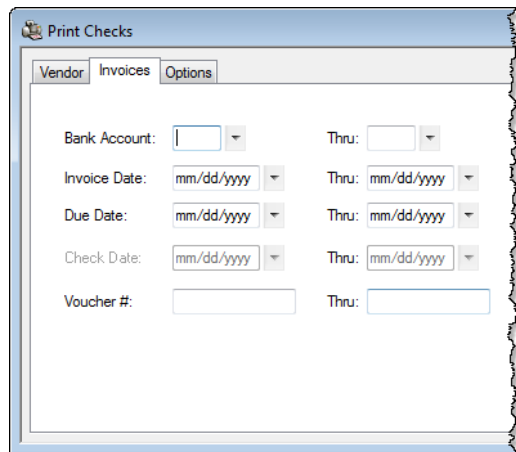 Print Checks
Vendor Invoices Options
Bank Account: Thru:
Invoice Date: mm/dd/yyyy Thru: mm/dd/yyyy
Due Date: mm/dd/yyyy Thru: mm/dd/yyyy
Check Date: mm/dd/yyyy Thru: mm/dd/yyyy
Voucher #: Thru: